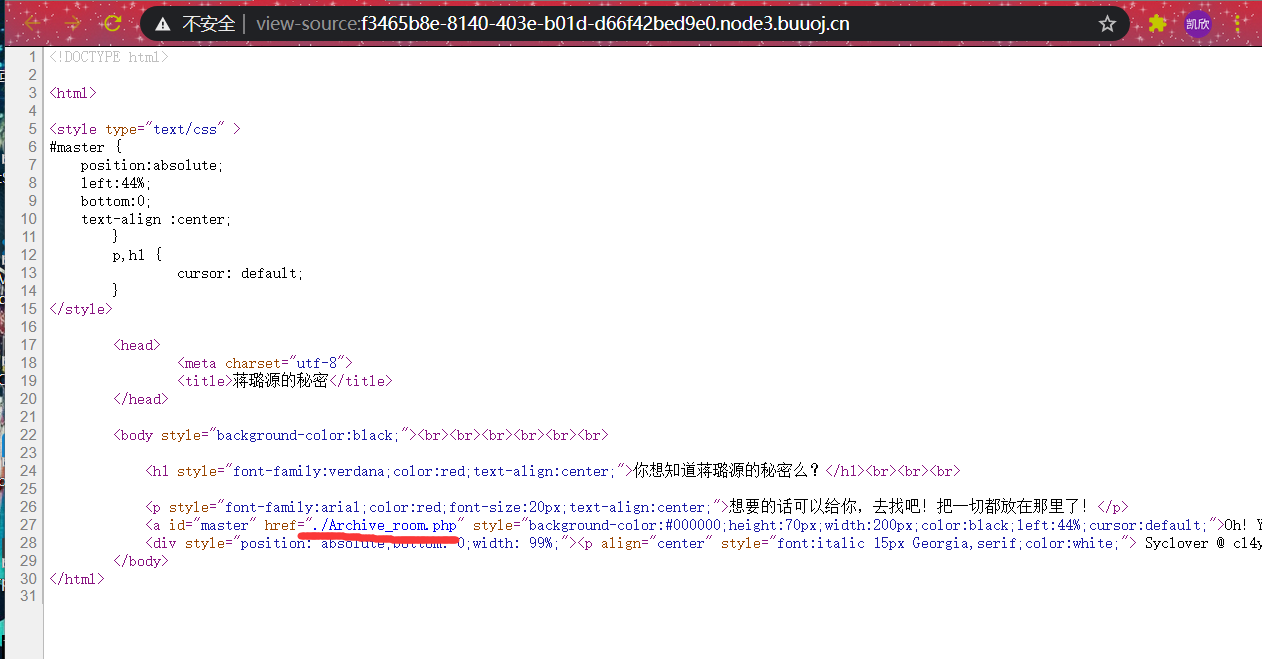 不安全 | view-source:f3465b8e-8140-403e-b01d-d66f42bed9e0.node3.buuoj.cn 凯欣
1 <!DOCTYPE html>
2
3 <html>
4
5 <style type="text/css" >
6 #master {
7 position:absolute;
8 left:44%;
9 bottom:0;
10 text-align :center;
11 }
12 p,h1 {
13 cursor: default;
14 }
15 </style>
16
17 <head>
18 <meta charset="utf-8">
19 <title>蒋璐源的秘密</title>
20 </head>
21
22 <body style="background-color:black;"><br><br><br><br><br><br>
23
24 <h1 style="font-family:verdana;color:red;text-align:center;">你想知道蒋璐源的秘密么？</h1><br><br><br>
25
26 <p style="font-family:arial;color:red;font-size:20px;text-align:center;">想要的话可以给你，去找吧！把一切都放在那里了！</p>
27 <a id="master" href="./Archive_room.php" style="background-color:#000000;height:70px;width:200px;color:black;left:44%;cursor:default;">Oh! Y
28 <div style="position: absolute;bottom: 0;width: 99%;"><p align="center" style="font:italic 15px Georgia,serif;color:white;"> Syclover @ cl4y
29 </body>
30 </html>
31